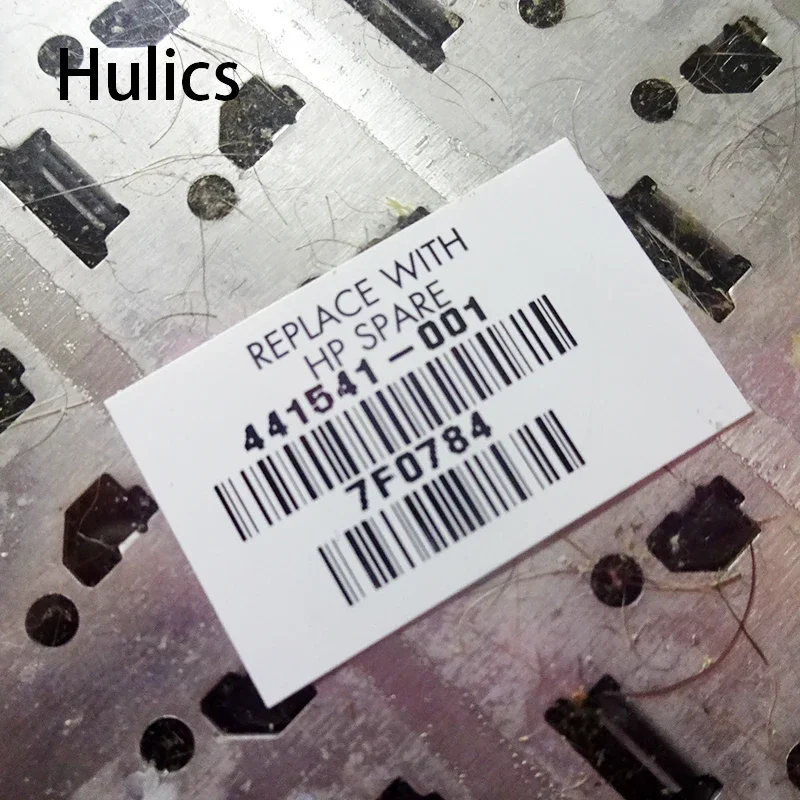 Hulics
REPLACE WITH
HP SPARE
441541-001
7F0784